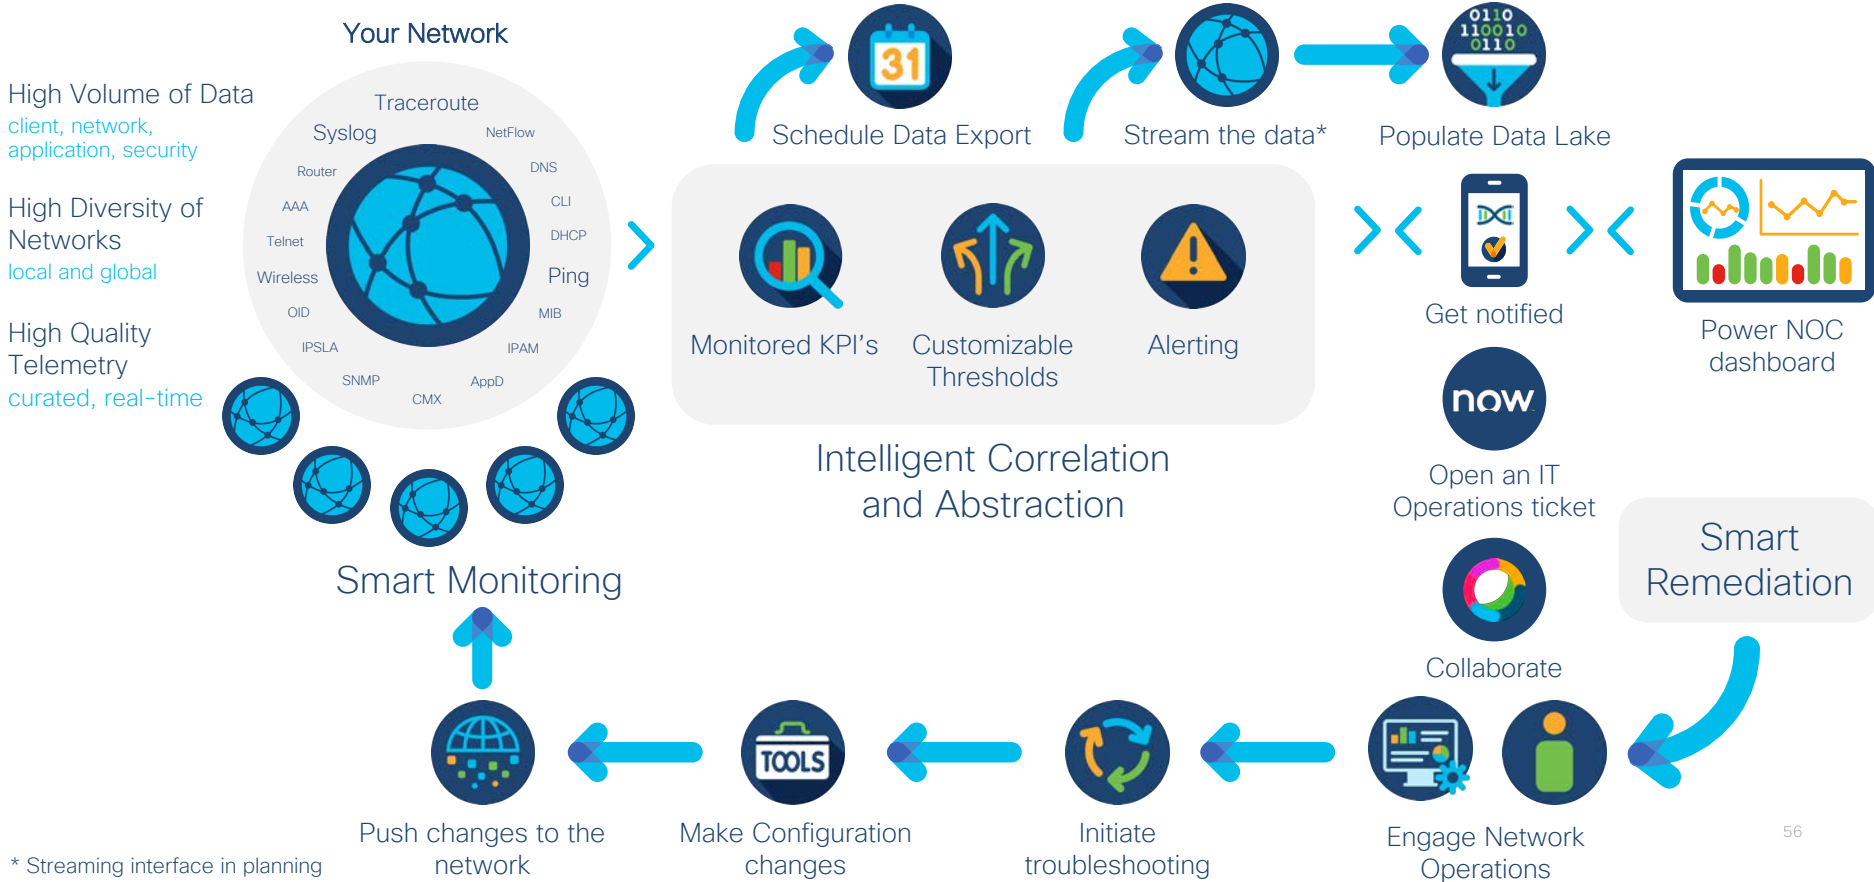 Your Network
High Volume of Data
client, network,
application, security
High Diversity of
Networks
local and global
High Quality
Telemetry
curated, real-time
Traceroute
Syslog
NetFlow
Router
DNS
AAA
CLI
Telnet
DHCP
Wireless
Ping
OID
MIB
IPSLA
IPAM
SNMP
AppD
CMX
Smart Monitoring
31
Schedule Data Export
Stream the data*
0110
110010
0110
Populate Data Lake
Monitored KPI's
Customizable
Thresholds
Alerting
Intelligent Correlation
and Abstraction
Get notified
Power NOC
dashboard
now
Open an IT
Operations ticket
Collaborate
Smart
Remediation
Engage Network
Operations
Initiate
troubleshooting
TOOLS
Make Configuration
changes
Push changes to the
network
* Streaming interface in planning
56